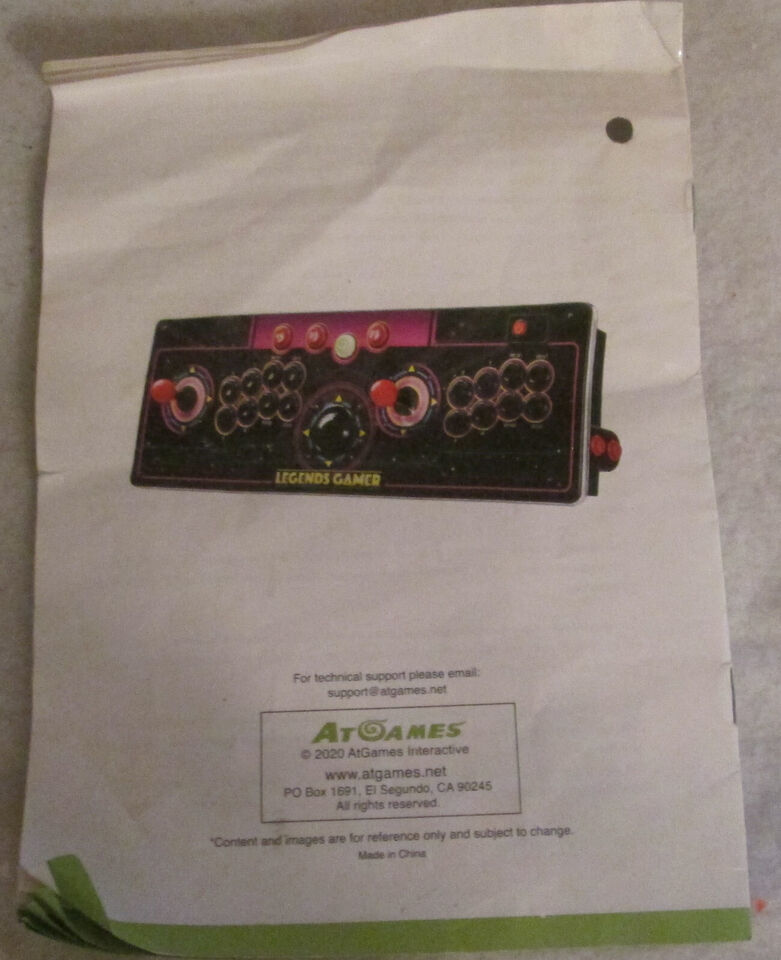 LEGENDS GAMER
For technical support please email:
support@atgames.net
ATGAMES
© 2020 AtGames Interactive
www.atgames.net
PO Box 1691, El Segundo, CA 90245
All rights reserved.
*Content and images are for reference only and subject to change.
Made in China